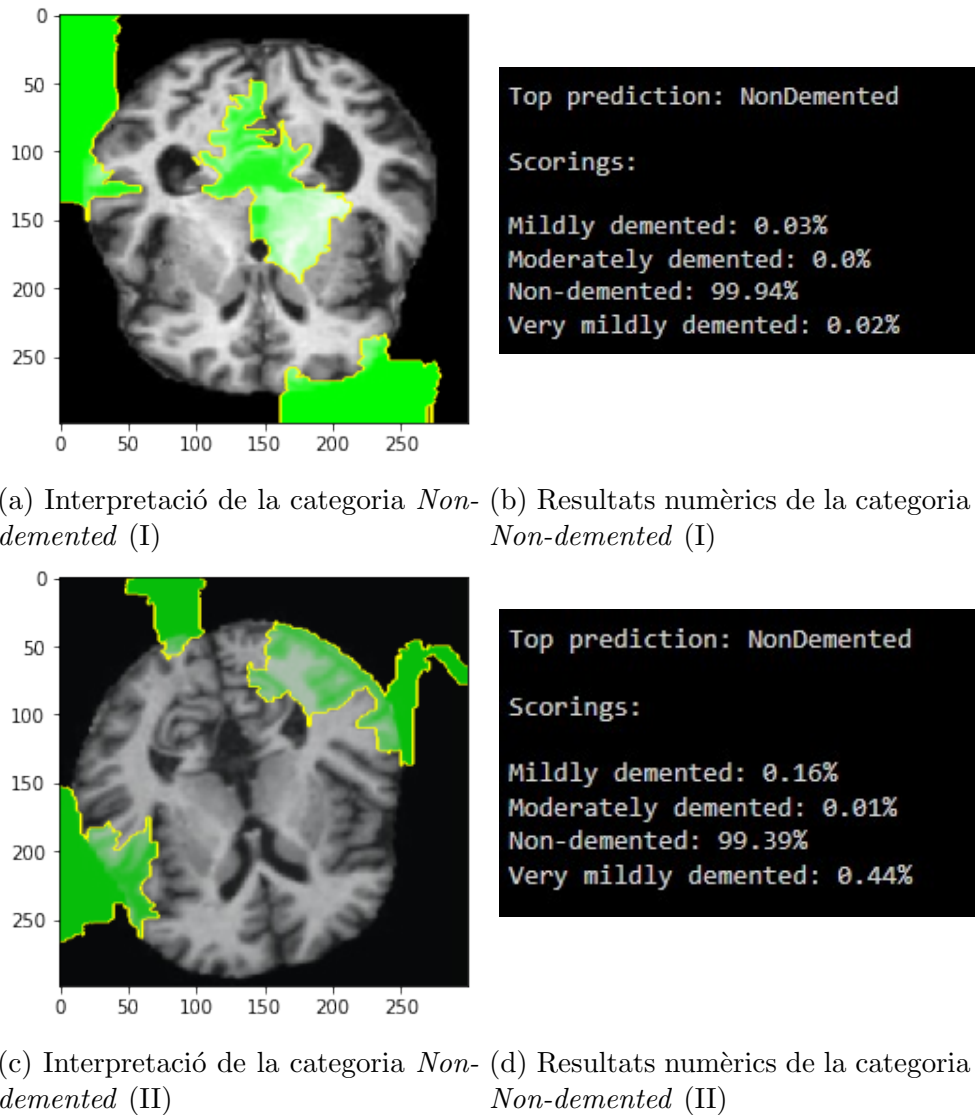 0
50
100
150
200
250
0 50 100 150 200 250
Top prediction: NonDemented
Scorings:
Mildly demented: 0.03%
Moderately demented: 0.0%
Non-demented: 99.94%
Very mildly demented: 0.02%
(a) Interpretació de la categoria Non-
demented (I)
(b) Resultats numèrics de la categoria
Non-demented (I)
0
50
100
150
200
250
0 50 100 150 200 250
Top prediction: NonDemented
Scorings:
Mildly demented: 0.16%
Moderately demented: 0.01%
Non-demented: 99.39%
Very mildly demented: 0.44%
(c) Interpretació de la categoria Non-
demented (II)
(d) Resultats numèrics de la categoria
Non-demented (II)